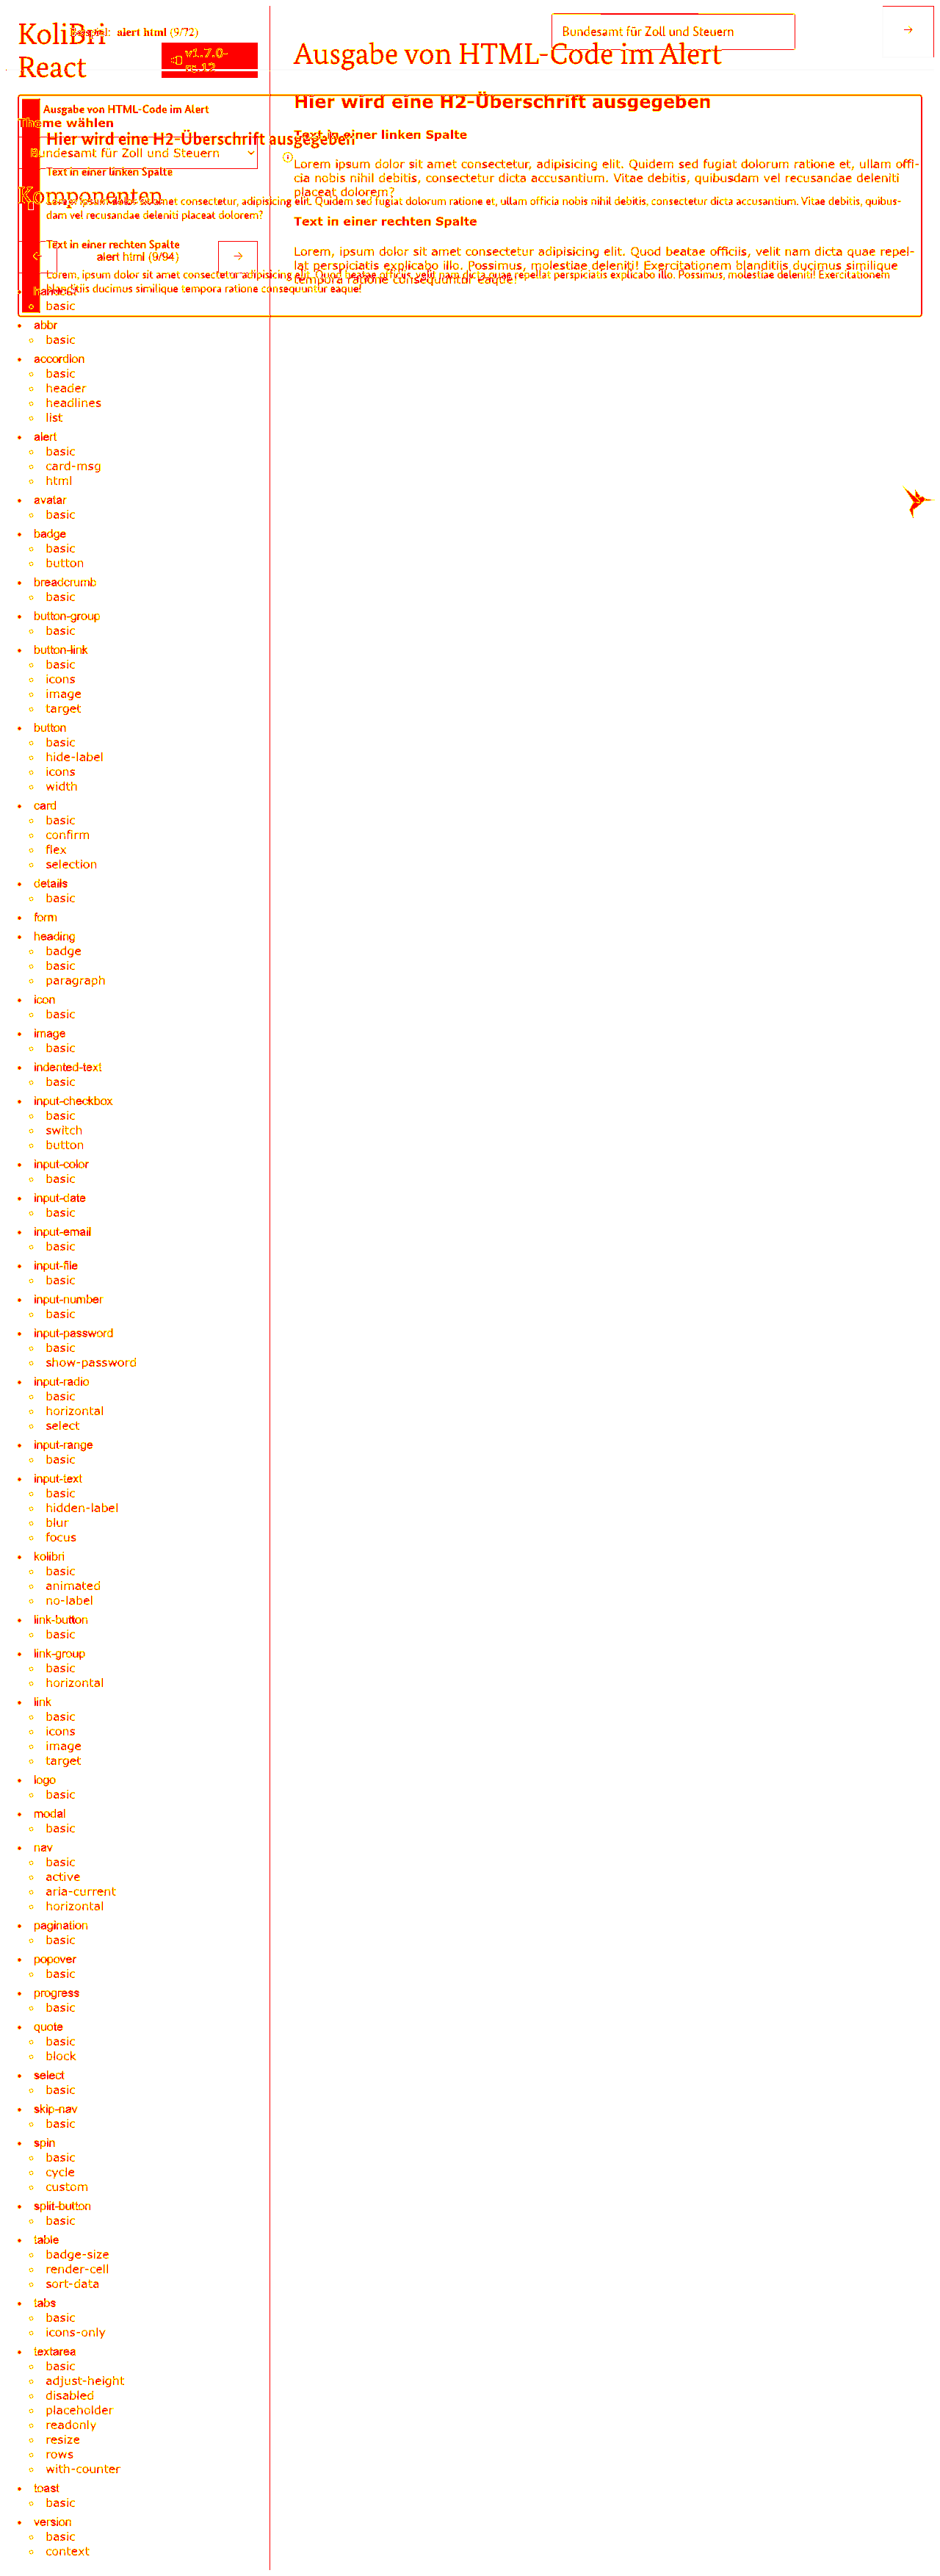 KoliBri
React
Beispiel: alert html (9/72)
v1.7.0-
rc.12
Bundesamt für Zoll und Steuern
→
Ausgabe von HTML-Code im Alert
Ausgabe von HTML-Code im Alert
Hier wird eine H2-Überschrift ausgegeben
Text in einer linken Spalte
Lorem ipsum dolor sit amet consectetur, adipisicing elit. Quidem sed fugiat dolorum ratione et, ullam offi-
cia nobis nihil debitis, consectetur dicta accusantium. Vitae debitis, quibusdam vel recusandae deleniti
placeat dolorem?
Text in einer rechten Spalte
Lorem, ipsum dolor sit amet consectetur adipisicing elit. Quod beatae officiis, velit nam dicta quae repel-
lat perspiciatis explicabo illo. Possimus, molestiae deleniti! Exercitationem blanditiis ducimus similique
tempora ratione consequuntur eaque!
Theme wählen
Hier wird eine H2-Überschrift ausgegeben
Bundesamt für Zoll und Steuern
Text in einer linken Spalte
Komponenten
Lorem ipsum dolor sit amet consectetur, adipisicing elit. Quidem sed fugiat dolorum ratione et, ullam officia nobis nihil debitis, consectetur dicta accusantium. Vitae debitis, quibus-
dam vel recusandae deleniti placeat dolorem?
Text in einer rechten Spalte
← alert html (9/94) →
Lorem, ipsum dolor sit amet consectetur adipisicing elit. Quod beatae officiis, velit nam dicta quae repellat perspiciatis explicabo illo. Possimus, molestiae deleniti! Exercitationem
blanditiis ducimus similique tempora ratione consequuntur eaque!
basic
abbr
basic
accordion
basic
header
headlines
list
alert
basic
card-msg
html
avatar
basic
badge
basic
button
breadcrumb
basic
button-group
basic
button-link
basic
icons
image
target
button
basic
hide-label
icons
width
card
basic
confirm
flex
selection
details
basic
form
heading
badge
basic
paragraph
icon
basic
image
basic
indented-text
basic
input-checkbox
basic
switch
button
input-color
basic
input-date
basic
input-email
basic
input-file
basic
input-number
basic
input-password
basic
show-password
input-radio
basic
horizontal
select
input-range
basic
input-text
basic
hidden-label
blur
focus
kolibri
basic
animated
no-label
link-button
basic
link-group
basic
horizontal
link
basic
icons
image
target
logo
basic
modal
basic
nav
basic
active
aria-current
horizontal
pagination
basic
popover
basic
progress
basic
quote
basic
block
select
basic
skip-nav
basic
spin
basic
cycle
custom
split-button
basic
table
badge-size
render-cell
sort-data
tabs
basic
icons-only
textarea
basic
adjust-height
disabled
placeholder
readonly
resize
rows
with-counter
toast
basic
version
basic
context